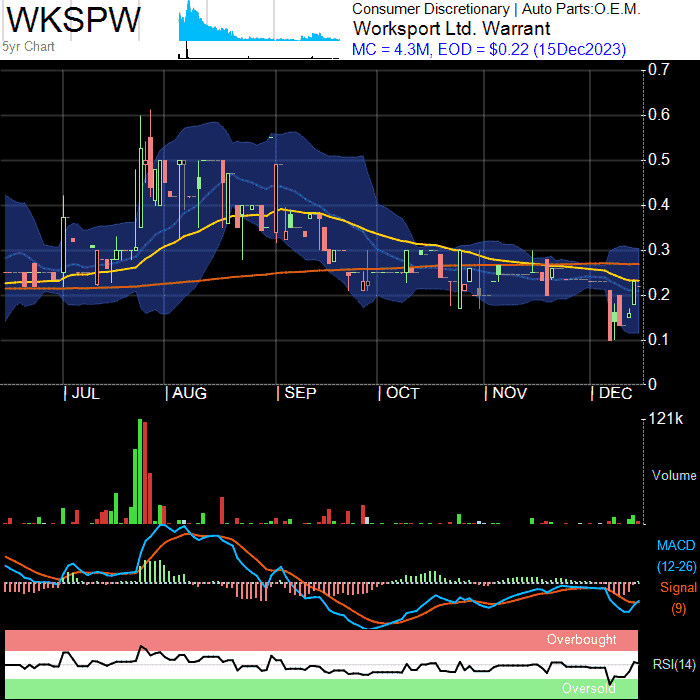 WKSPW
5yr Chart
Consumer Discretionary | Auto Parts:O.E.M.
Worksport Ltd. Warrant
MC = 4.3M, EOD = $0.22 (15Dec2023)
0.7
0.6
0.5
0.4
0.3
0.2
0.1
0
| JUL | AUG | SEP | OCT | NOV | DEC
121k
Volume
MACD
(12-26)
Signal
(9)
Overbought
RSI(14)
Oversold